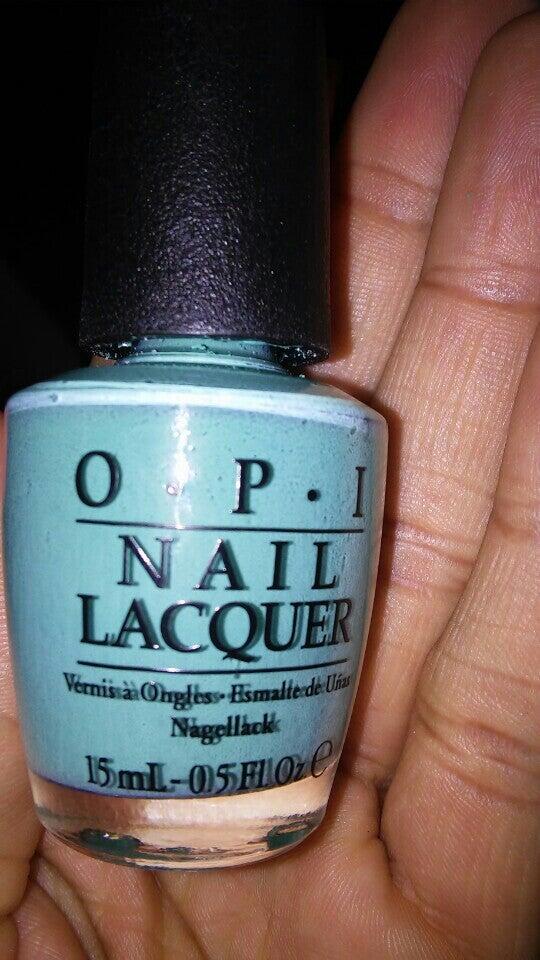 O·P·I
NAIL
LACQUER
Vernis à Ongles · Esmalte de Uñas
Nagellack
15 mL - 0.5 Fl. Oz. e